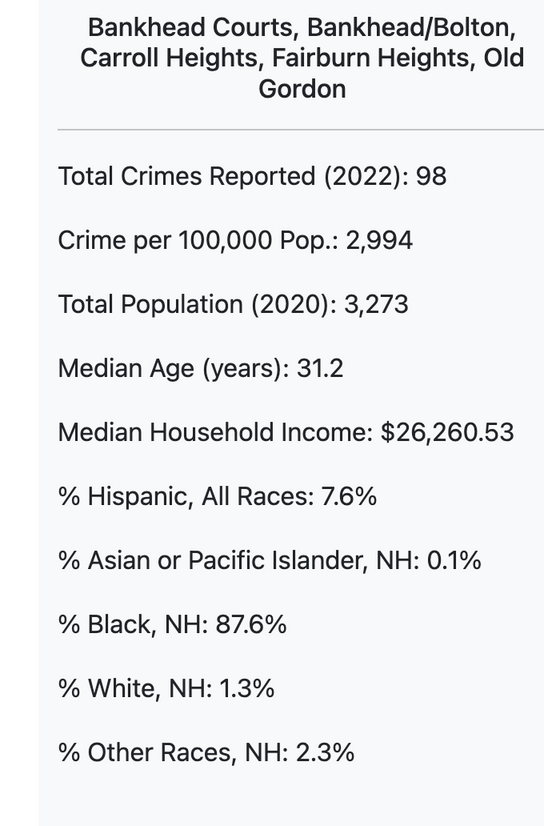 Bankhead Courts, Bankhead/Bolton,
Carroll Heights, Fairburn Heights, Old
Gordon
Total Crimes Reported (2022): 98
Crime per 100,000 Pop.: 2,994
Total Population (2020): 3,273
Median Age (years): 31.2
Median Household Income: $26,260.53
% Hispanic, All Races: 7.6%
% Asian or Pacific Islander, NH: 0.1%
% Black, NH: 87.6%
% White, NH: 1.3%
% Other Races, NH: 2.3%